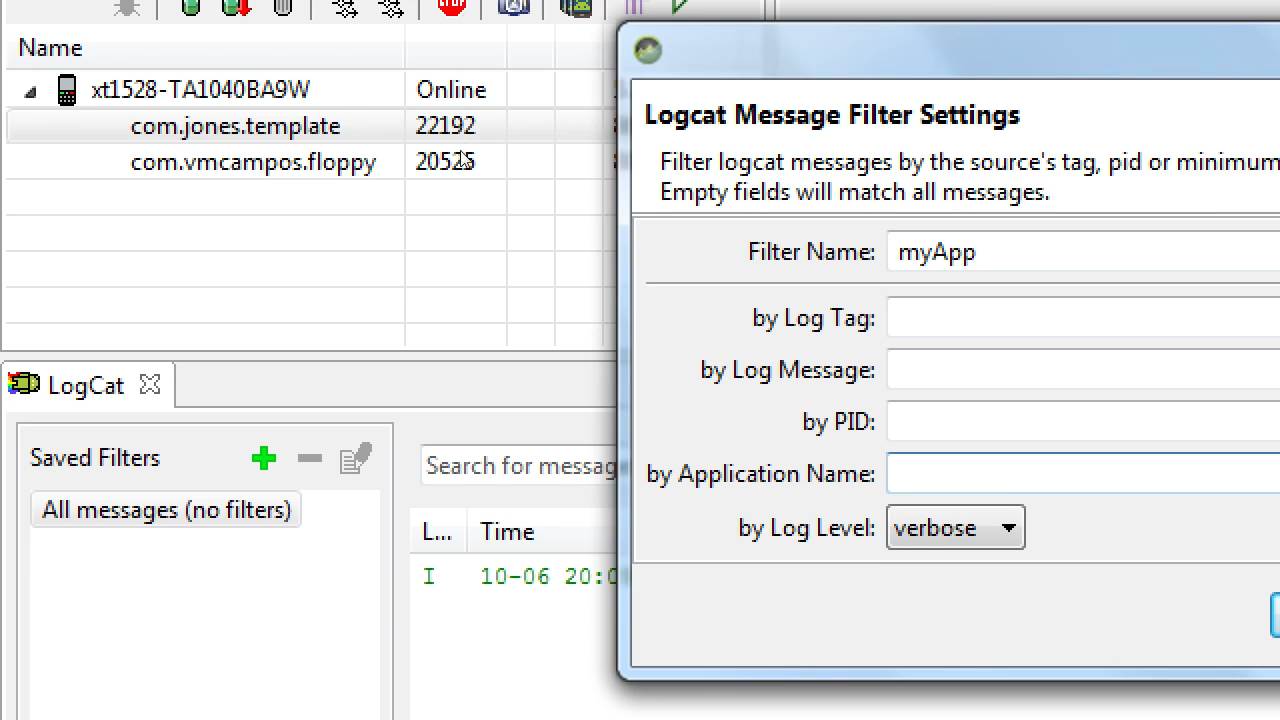 STOP
Name
xt1528-TA1040BA9W Online
com.jones.template 22192
com.vmcampos.floppy 20525
Logcat Message Filter Settings
Filter logcat messages by the source's tag, pid or minimum
Empty fields will match all messages.
Filter Name: myApp
by Log Tag:
by Log Message:
by PID:
by Application Name:
by Log Level: verbose
LogCat
Saved Filters
All messages (no filters)
Search for messag
L... Time
I 10-06 20:0